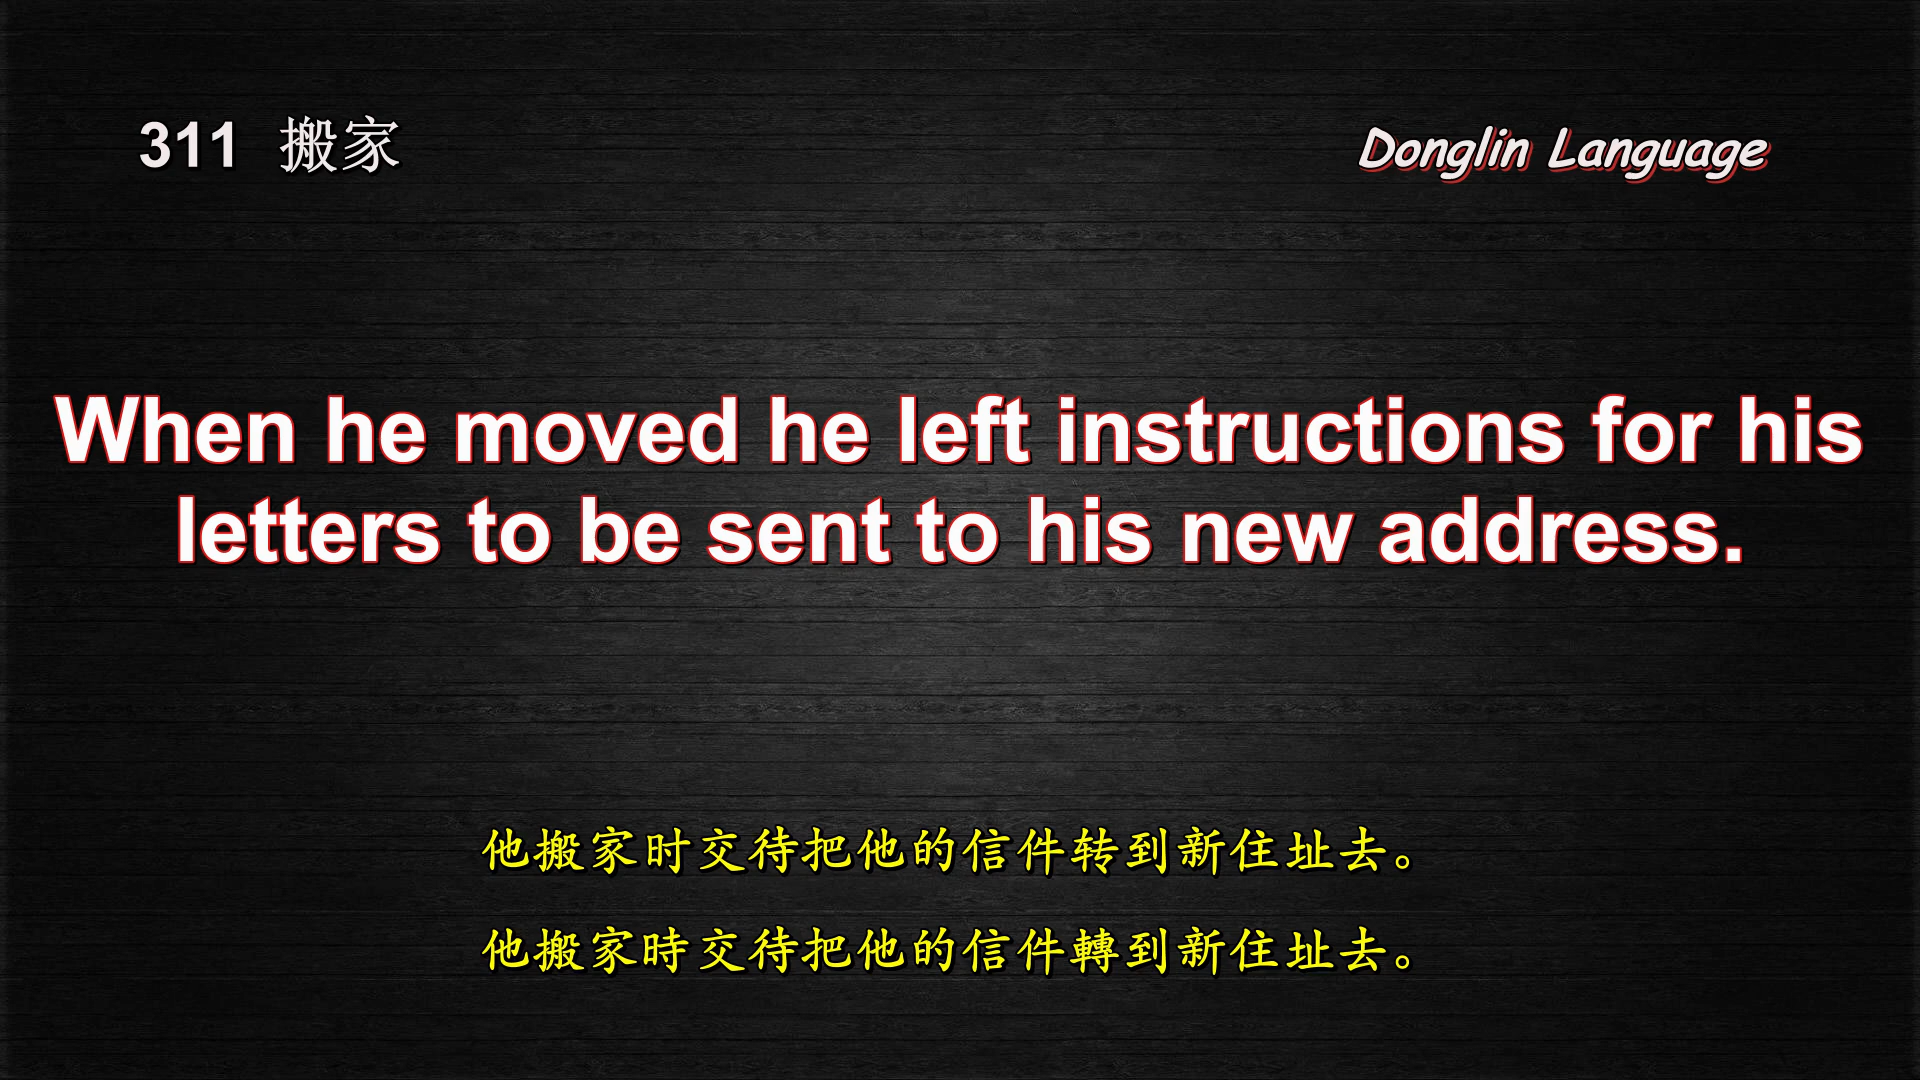 311 搬家
Donglin Language
When he moved he left instructions for his
letters to be sent to his new address.
他搬家时交待把他的信件转到新住址去。
他搬家時交待把他的信件轉到新住址去。